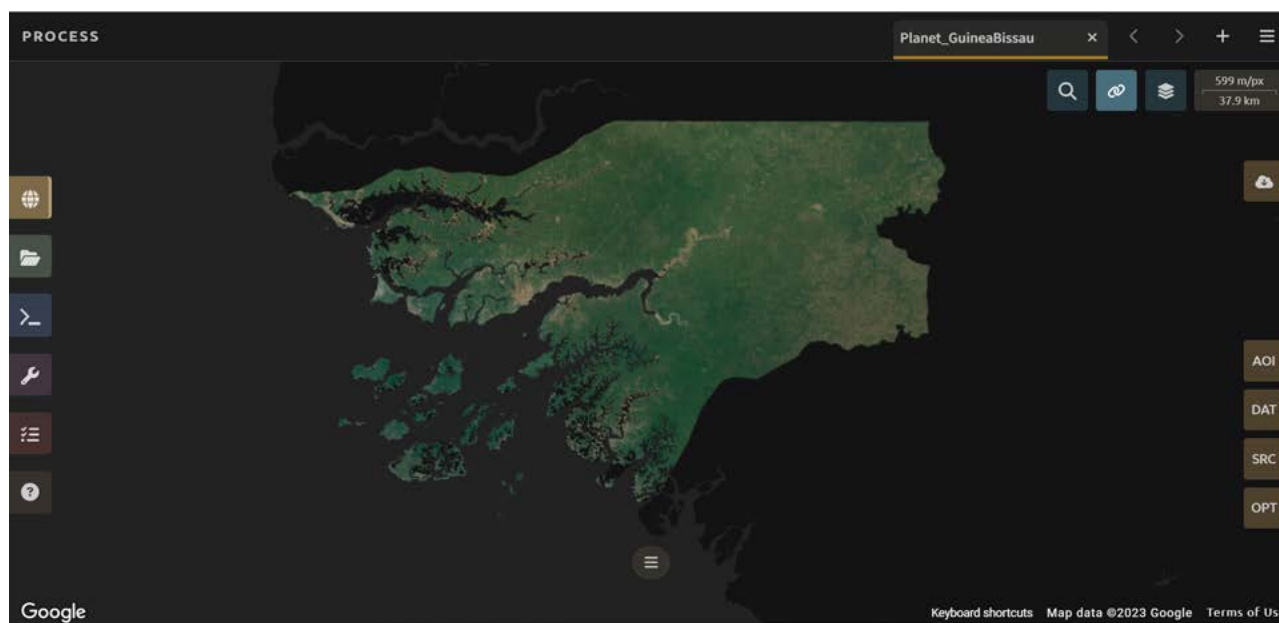 PROCESS
Planet_GuineaBissau
599 m/px
37.9 km
AOI
DAT
SRC
OPT
Google
Keyboard shortcuts Map data ©2023 Google Terms of Us